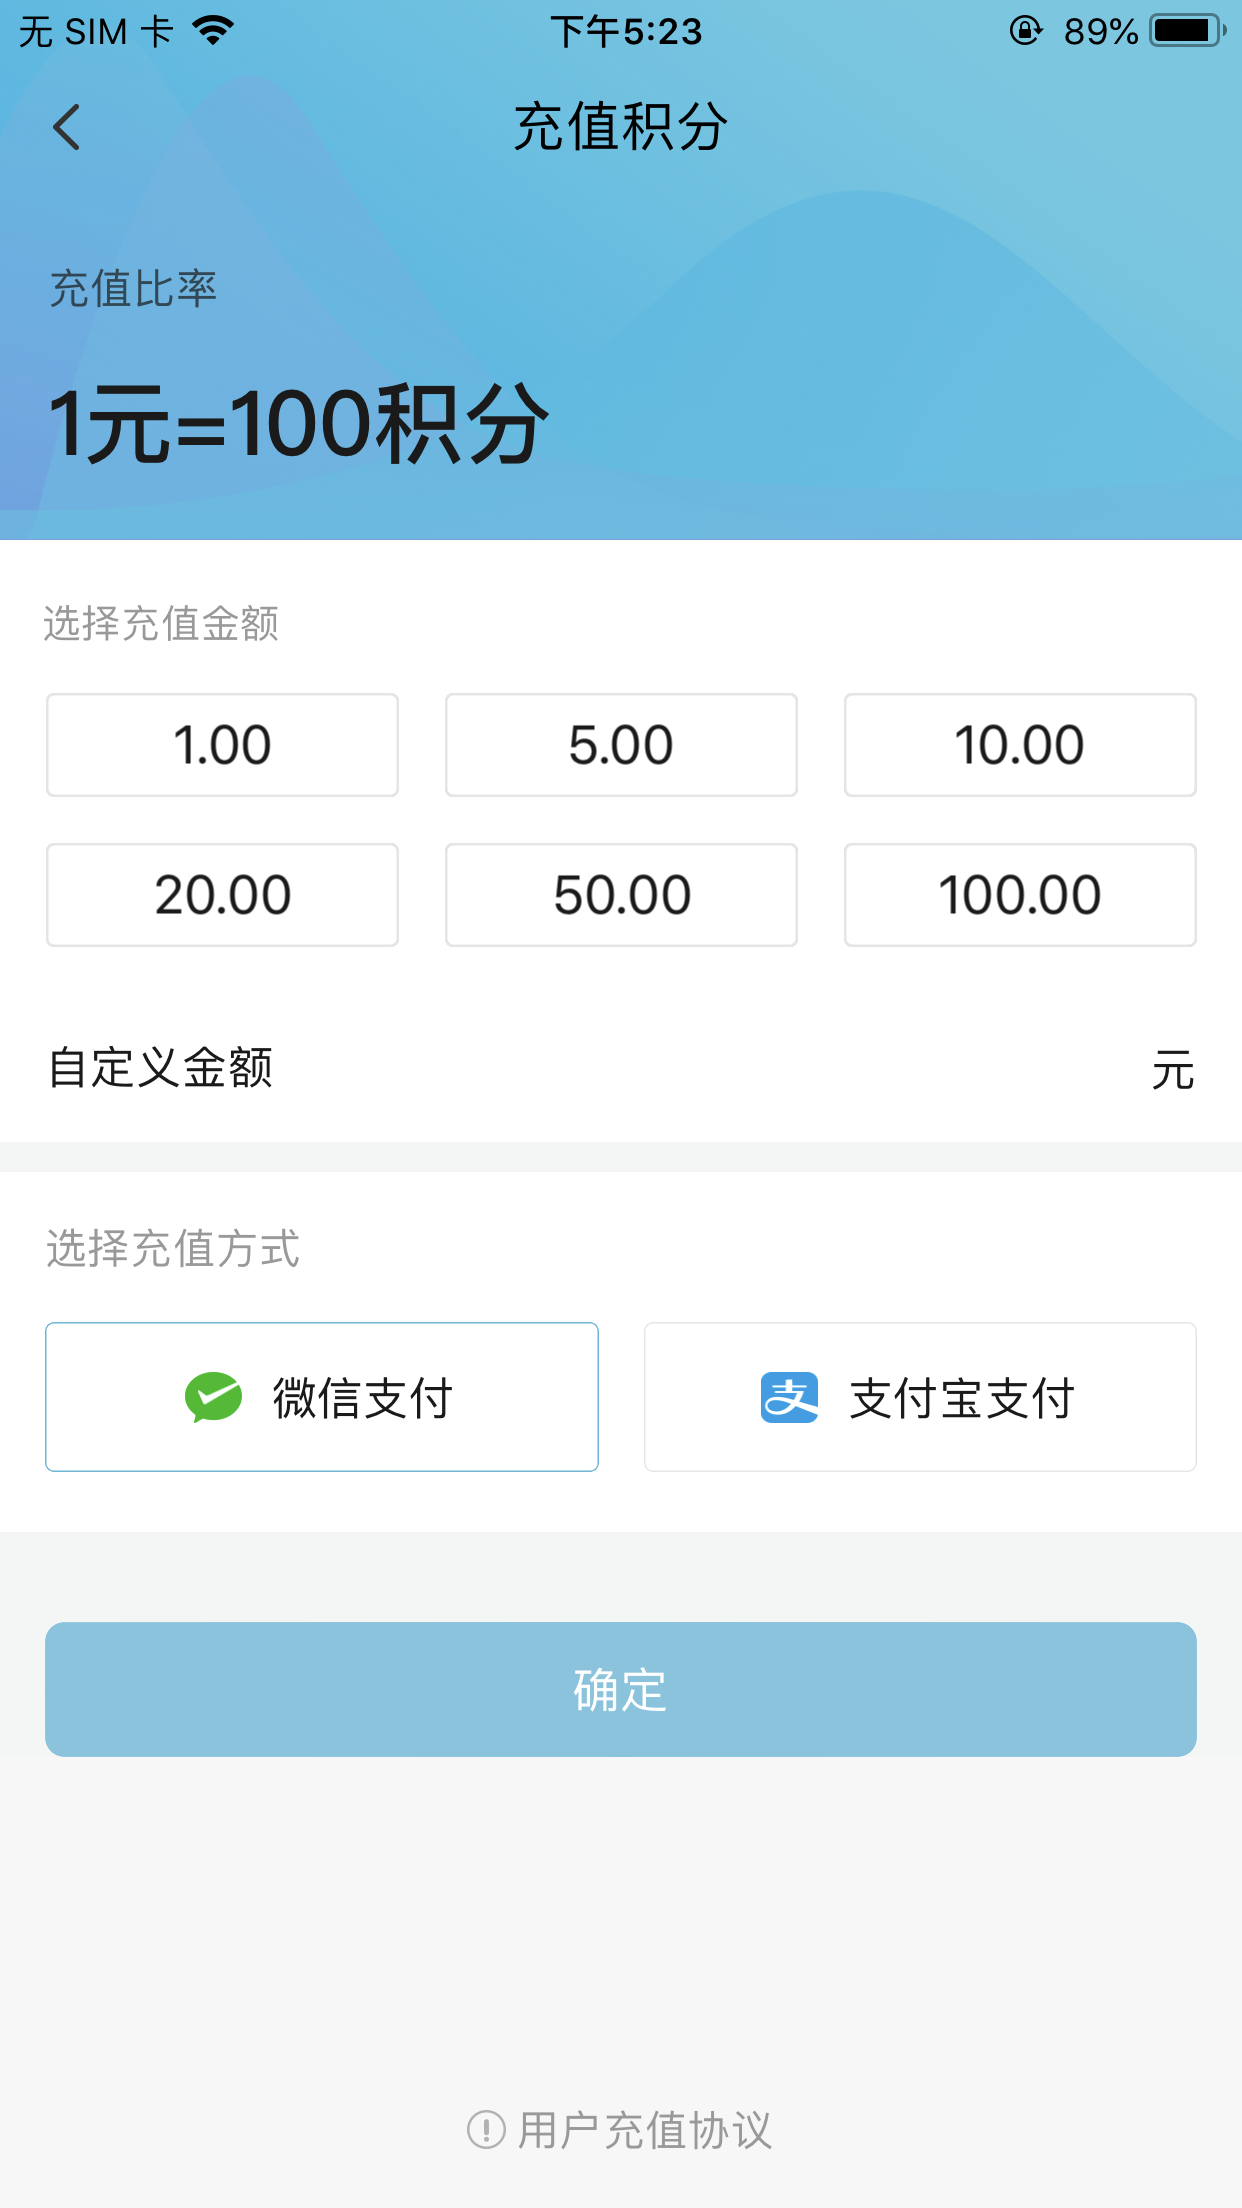 无 SIM 卡 下午5:23 89%
充值积分
充值比率
1元=100积分
选择充值金额
1.00 5.00 10.00
20.00 50.00 100.00
自定义金额 元
选择充值方式
微信支付 支付宝支付
确定
用户充值协议